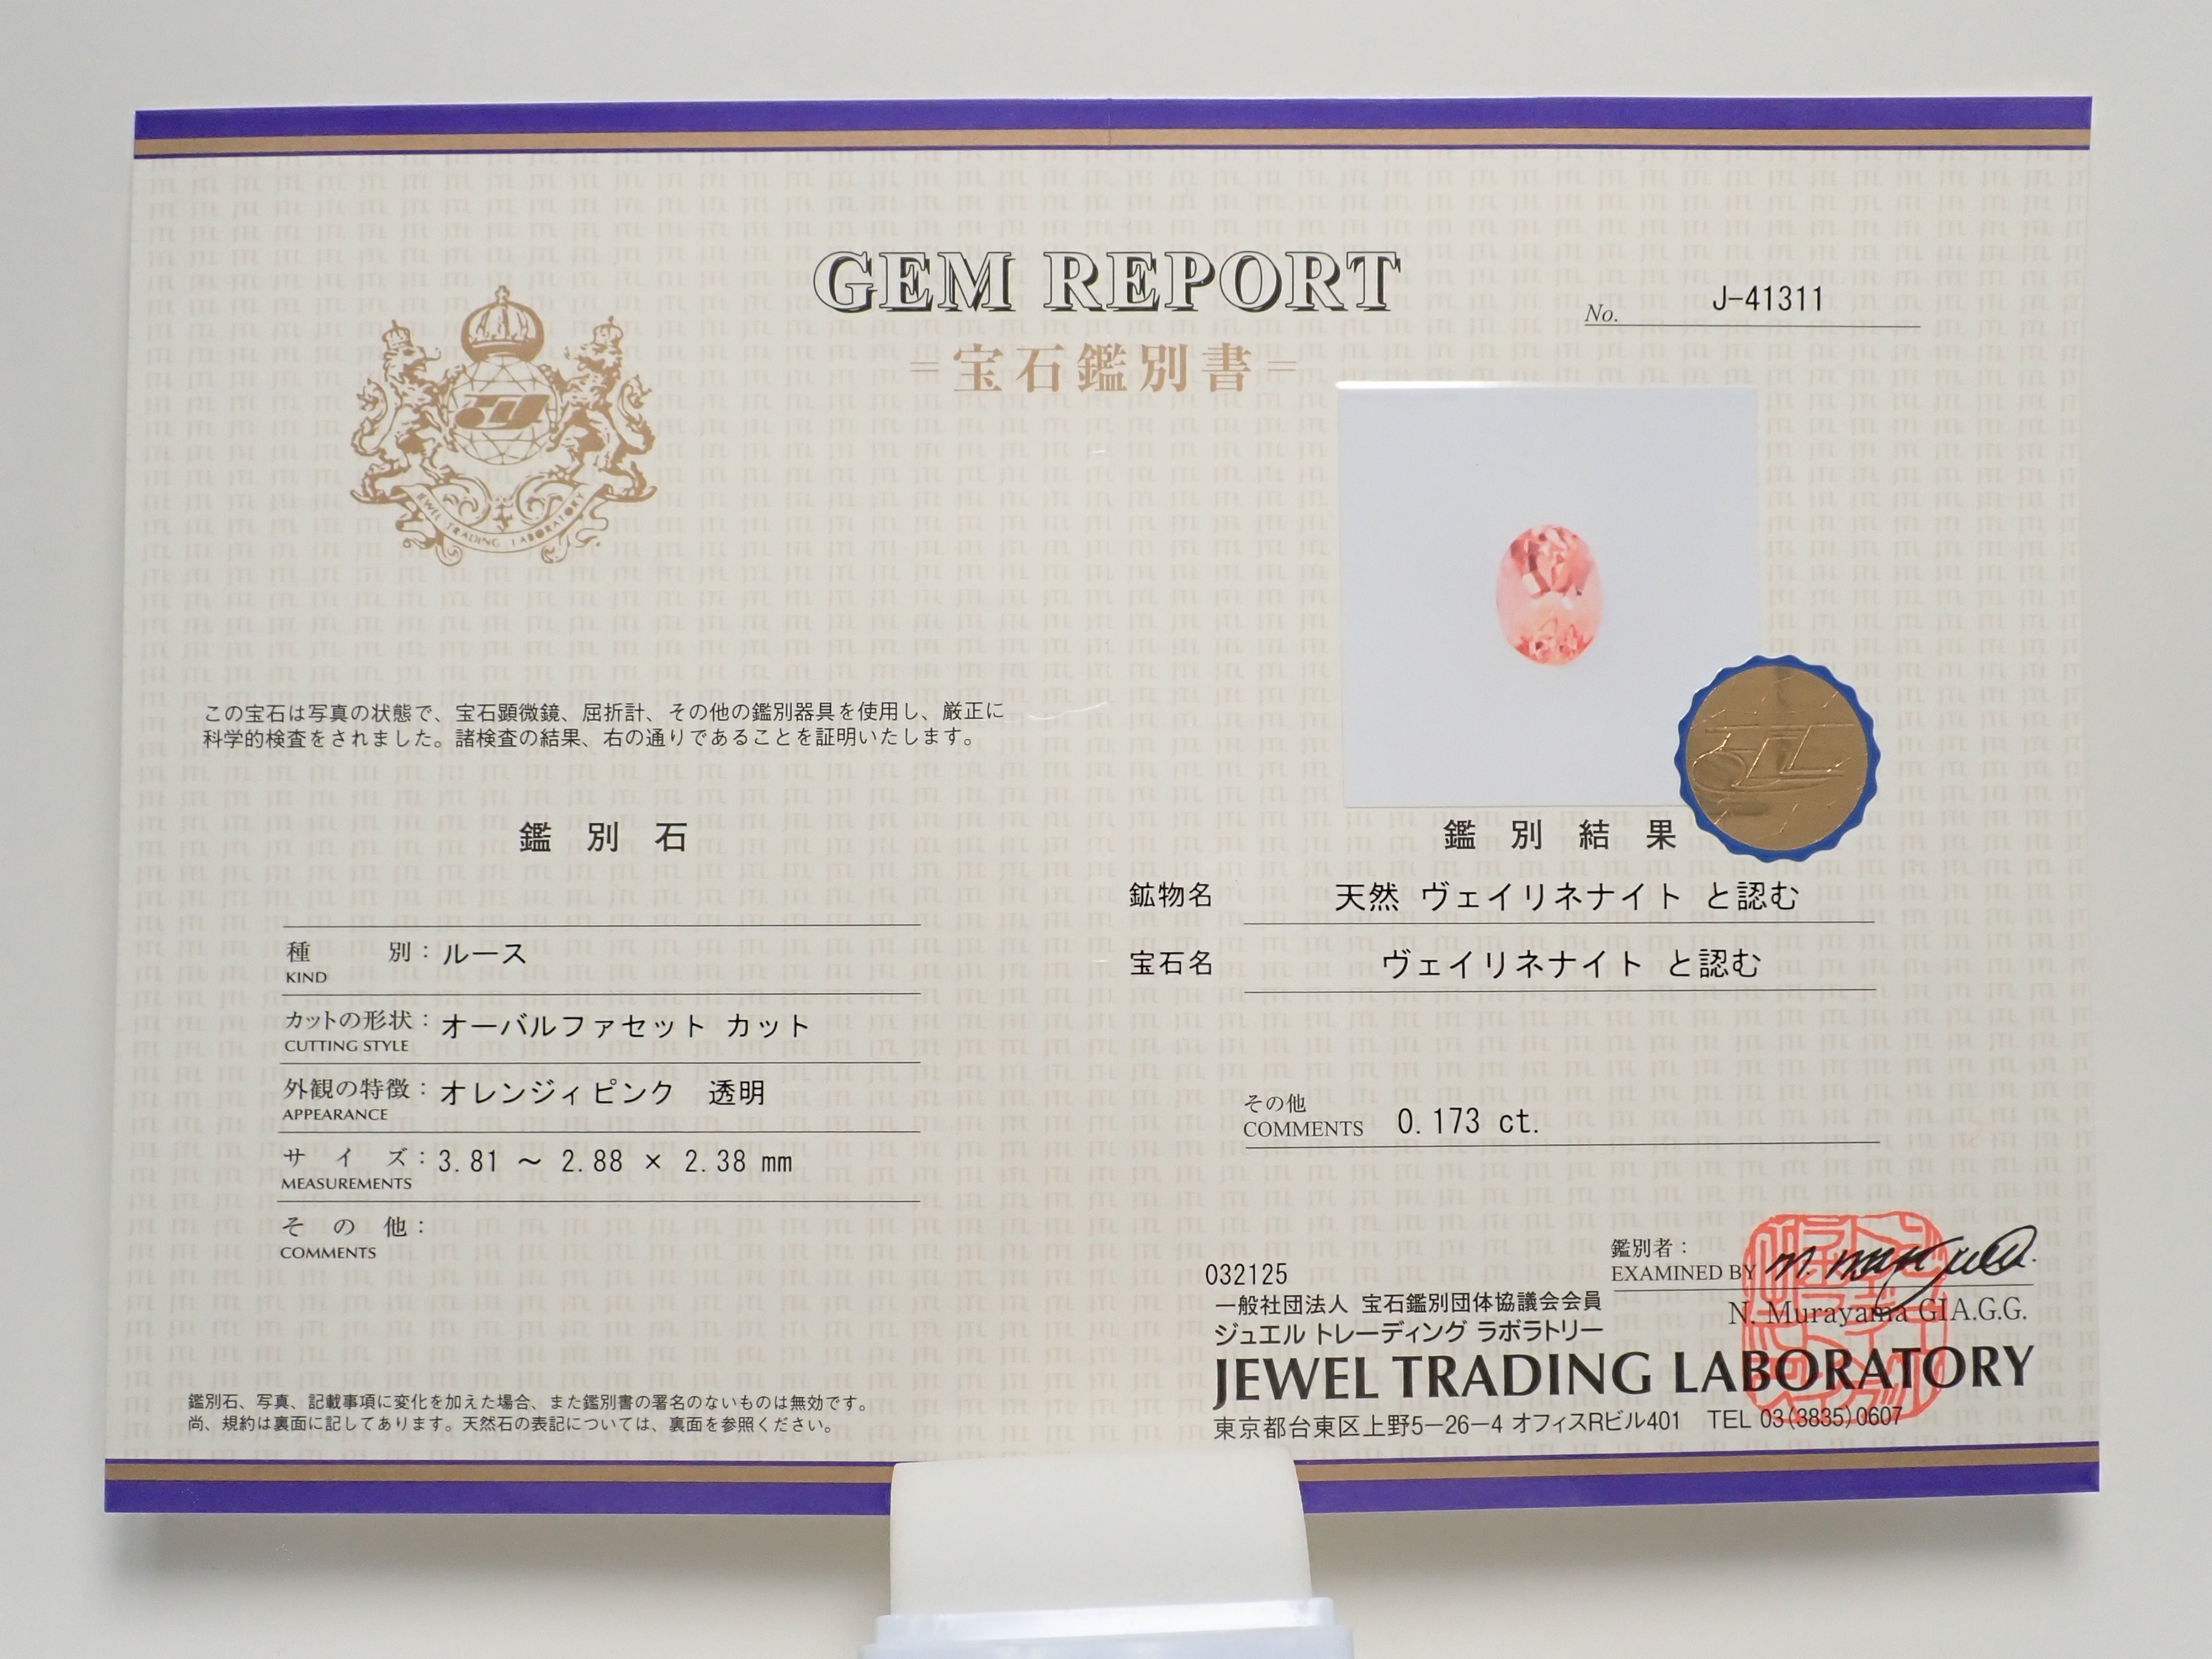 GEM REPORT
No. J-41311
=宝石鑑別書=
JEWEL TRADING LABORATORY
この宝石は写真の状態で、宝石顕微鏡、屈折計、その他の鑑別器具を使用し、厳正に
科学的検査をされました。諸検査の結果、右の通りであることを証明いたします。
鑑別石
種別：ルース
KIND
カットの形状：オーバルファセット カット
CUTTING STYLE
外観の特徴：オレンジィピンク 透明
APPEARANCE
サイズ：3.81 ～ 2.88 × 2.38 mm
MEASUREMENTS
その他：
COMMENTS
鑑別石、写真、記載事項に変化を加えた場合、また鑑別書の署名のないものは無効です。
尚、規約は裏面に記してあります。天然石の表記については、裏面を参照ください。
鑑別結果
鉱物名 天然 ヴェイリネナイト と認む
宝石名 ヴェイリネナイト と認む
その他
COMMENTS 0.173 ct.
鑑別者：
EXAMINED BY
N. Murayama GIA.G.G.
032125
一般社団法人 宝石鑑別団体協議会会員
ジュエル トレーディング ラボラトリー
JEWEL TRADING LABORATORY
東京都台東区上野5－26－4 オフィスRビル401 TEL 03(3835)0607